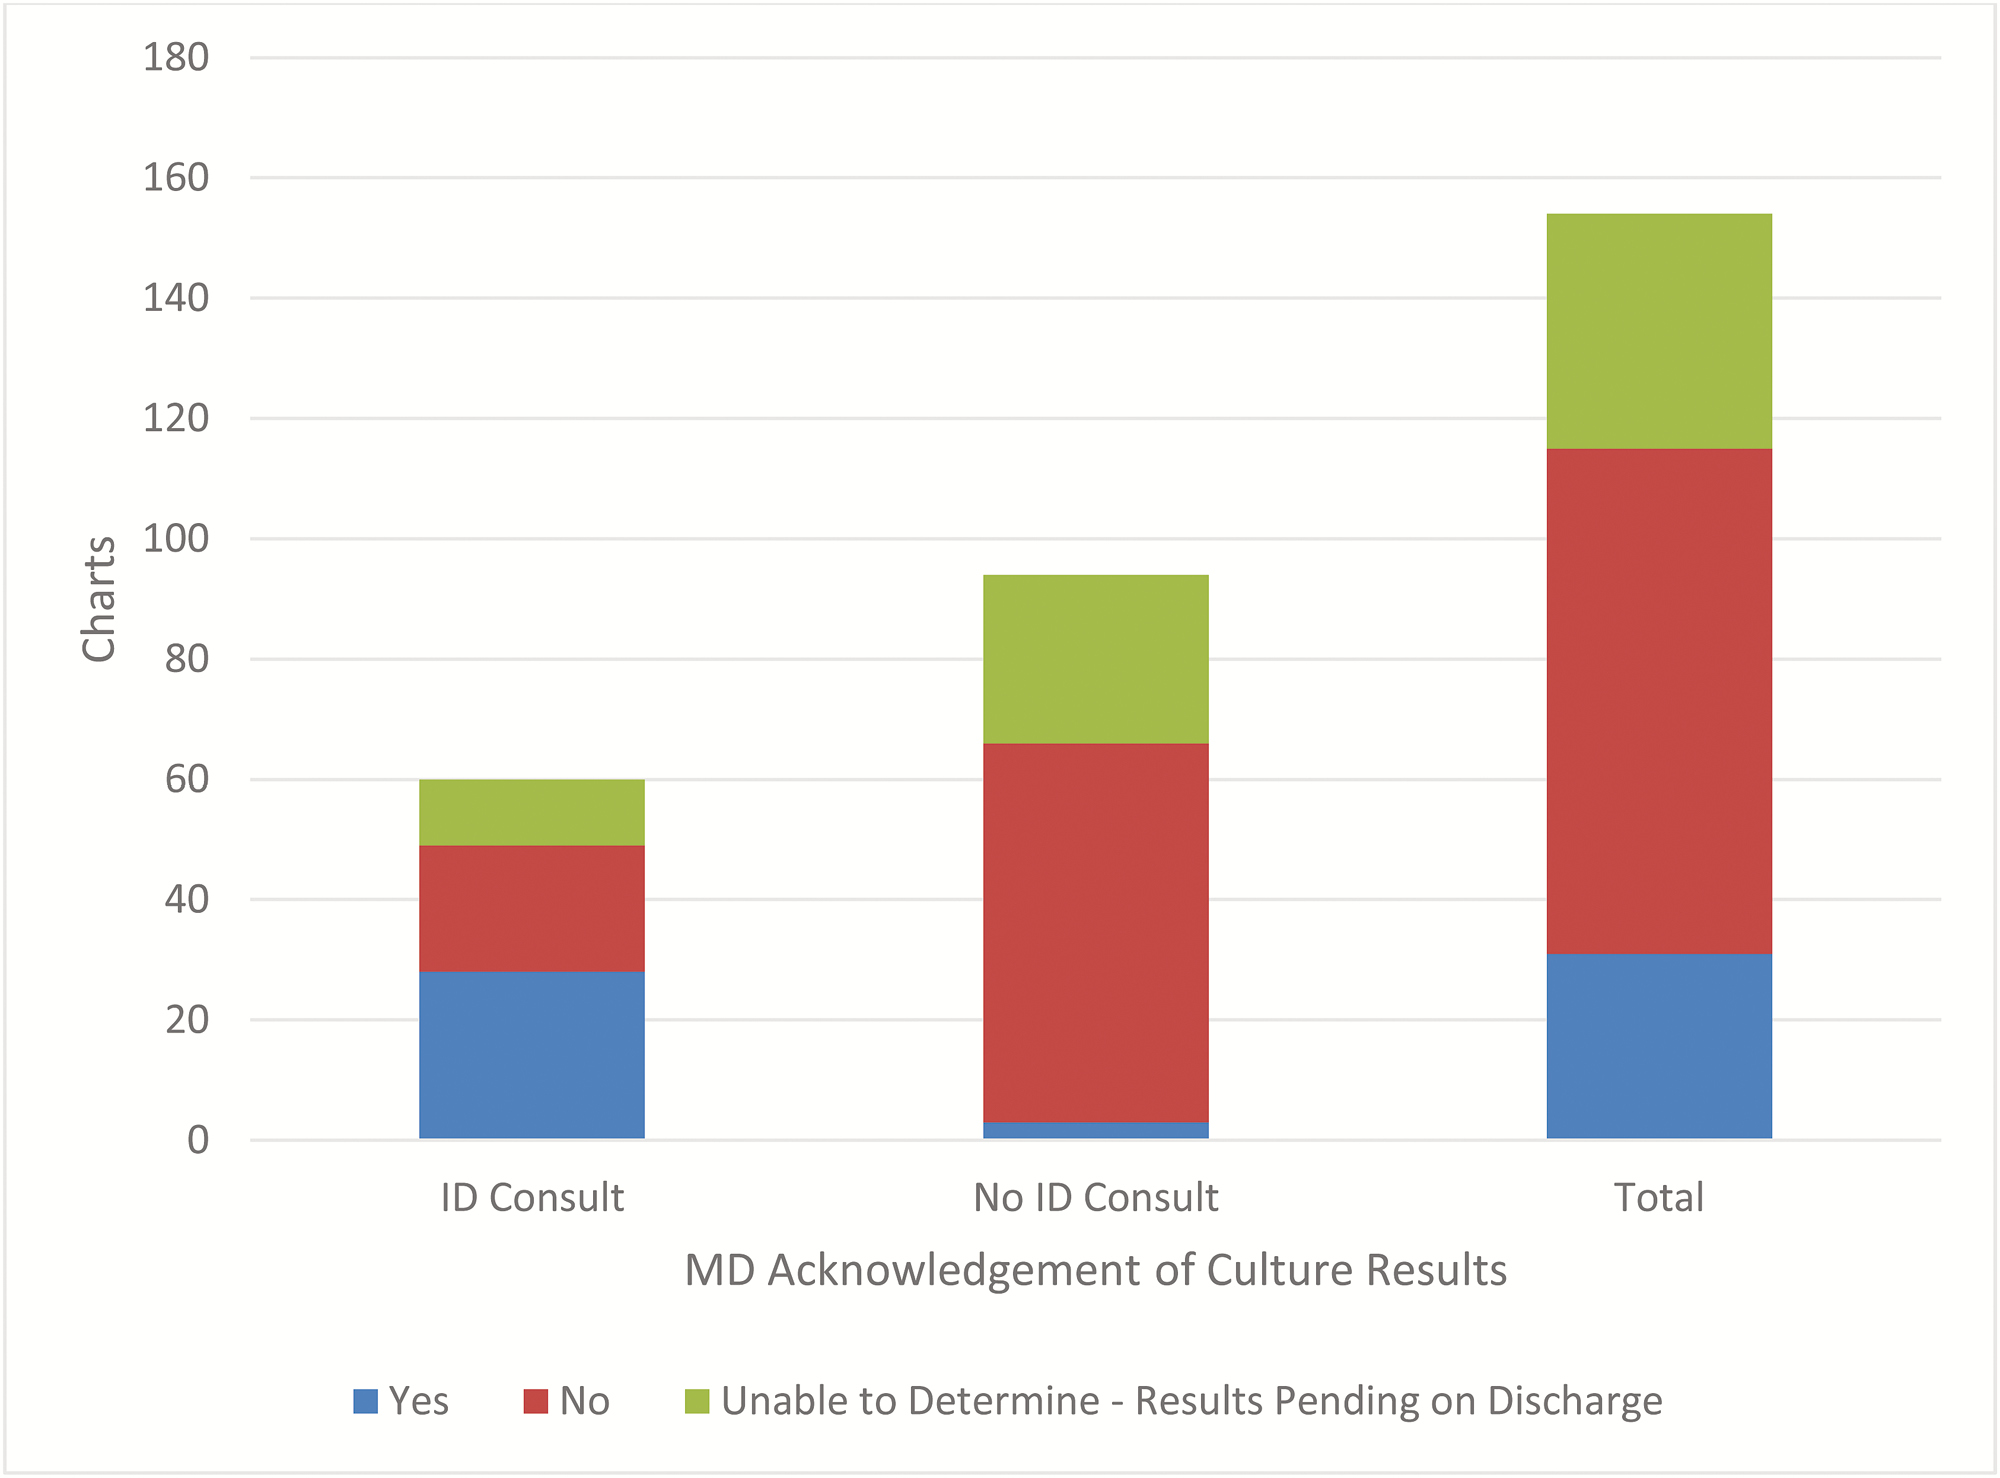 180
160
140
120
100
80
60
40
20
0
Charts
ID Consult No ID Consult Total
MD Acknowledgement of Culture Results
Yes No Unable to Determine - Results Pending on Discharge